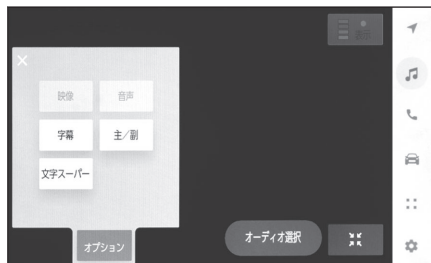 映像 音声
字幕 主／副
文字スーパー
オプション
オーディオ選択